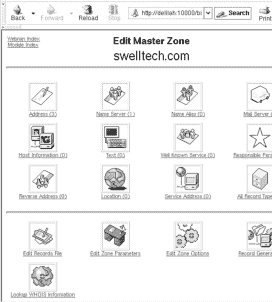 Back Forward Reload Stop http://delilah:10000/bi Search Print
Webmin Index
Module Index
Edit Master Zone
swelltech.com
Address (3) Name Server (1) Name Alias (0) Mail Server
Host Information (0) Text (0) Well Known Service (0) Responsible Pers
Reverse Address (0) Location (0) Service Address (0) All Record Type
Edit Records File Edit Zone Parameters Edit Zone Options Record Genera
Lookup WHOIS Information